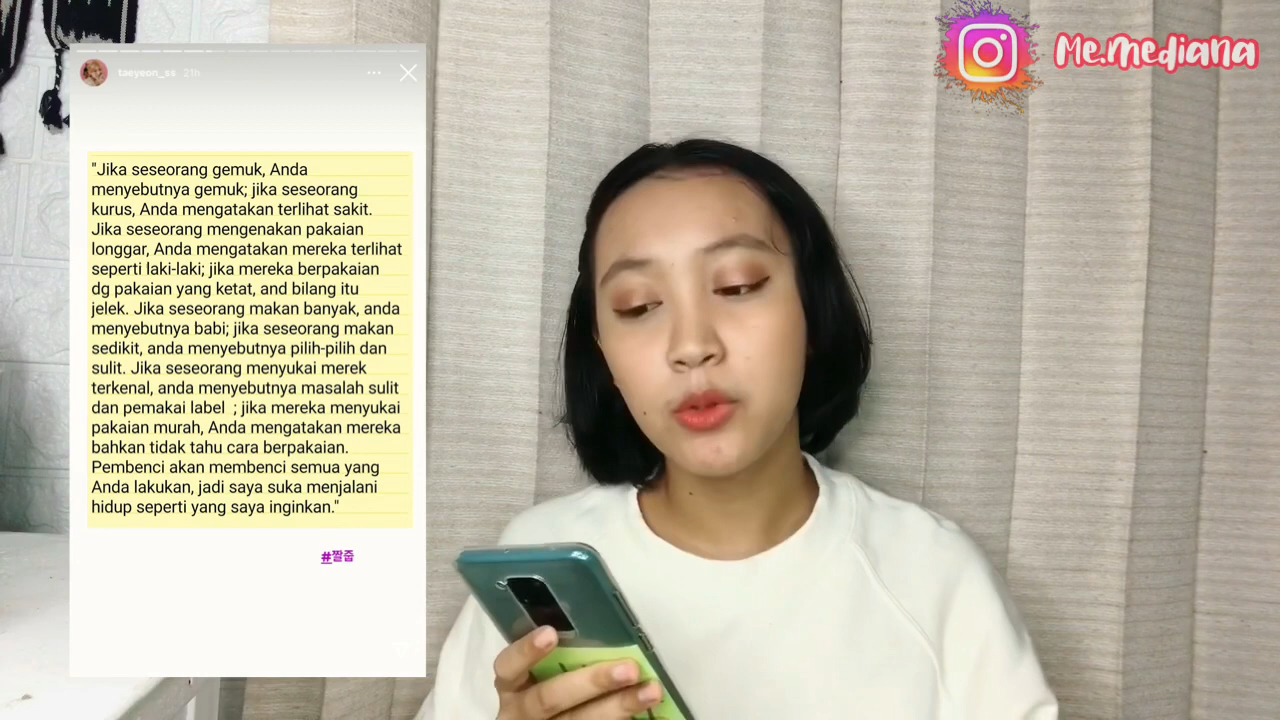 taeyeon_ss 21h
"Jika seseorang gemuk, Anda
menyebutnya gemuk; jika seseorang
kurus, Anda mengatakan terlihat sakit.
Jika seseorang mengenakan pakaian
longgar, Anda mengatakan mereka terlihat
seperti laki-laki; jika mereka berpakaian
dg pakaian yang ketat, and bilang itu
jelek. Jika seseorang makan banyak, anda
menyebutnya babi; jika seseorang makan
sedikit, anda menyebutnya pilih-pilih dan
sulit. Jika seseorang menyukai merek
terkenal, anda menyebutnya masalah sulit
dan pemakai label ; jika mereka menyukai
pakaian murah, Anda mengatakan mereka
bahkan tidak tahu cara berpakaian.
Pembenci akan membenci semua yang
Anda lakukan, jadi saya suka menjalani
hidup seperti yang saya inginkan."
#짤줍
Me.Mediana